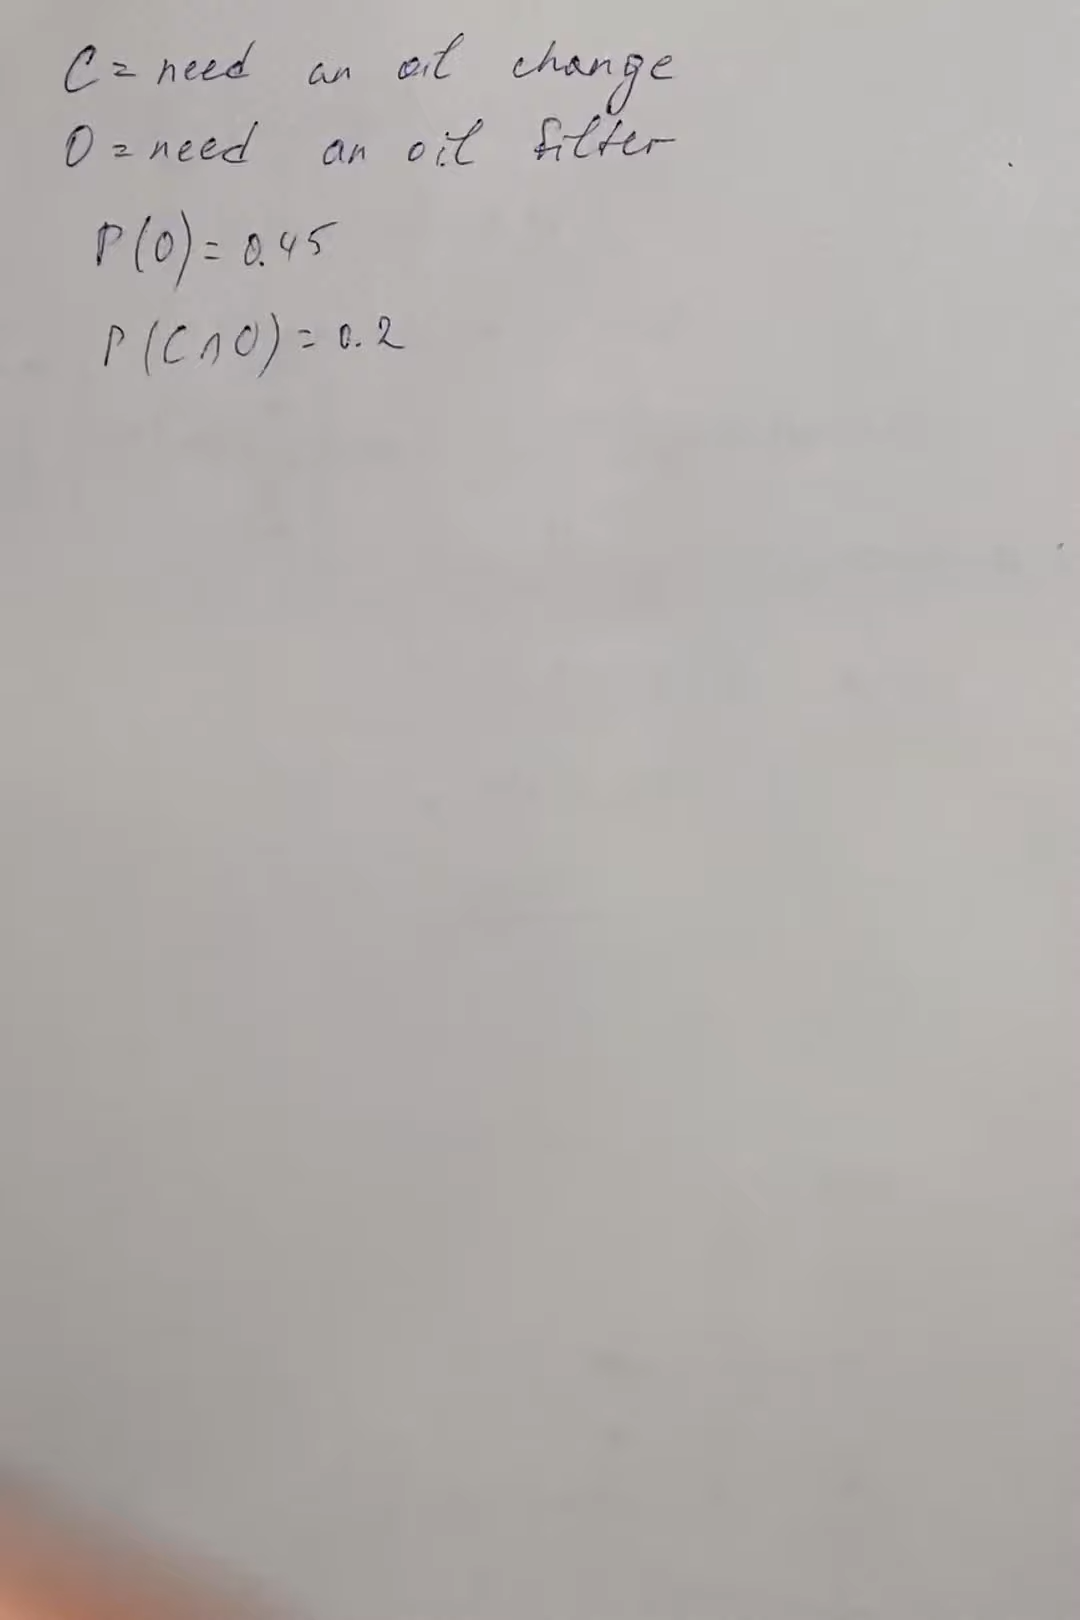 C = need an oil change
O = need an oil filter
P(O) = 0.45
P(C∩O) = 0.2